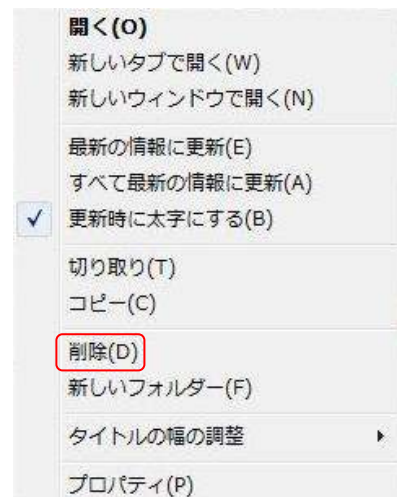 開く(O)
新しいタブで開く(W)
新しいウィンドウで開く(N)
最新の情報に更新(E)
すべて最新の情報に更新(A)
更新時に太字にする(B)
切り取り(T)
コピー(C)
削除(D)
新しいフォルダー(F)
タイトルの幅の調整
プロパティ(P)